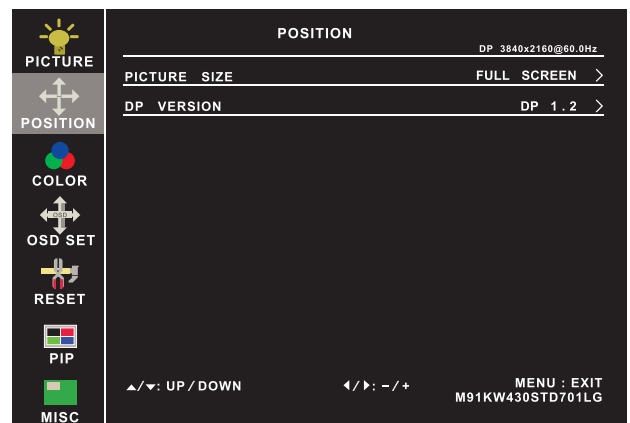 POSITION
DP 3840x2160@60.0Hz
PICTURE
PICTURE SIZE FULL SCREEN >
DP VERSION DP 1.2 >
POSITION
COLOR
OSD
OSD SET
RESET
PIP
MISC
▲/▼: UP/DOWN ◀/▶: -/+ MENU : EXIT
M91KW430STD701LG